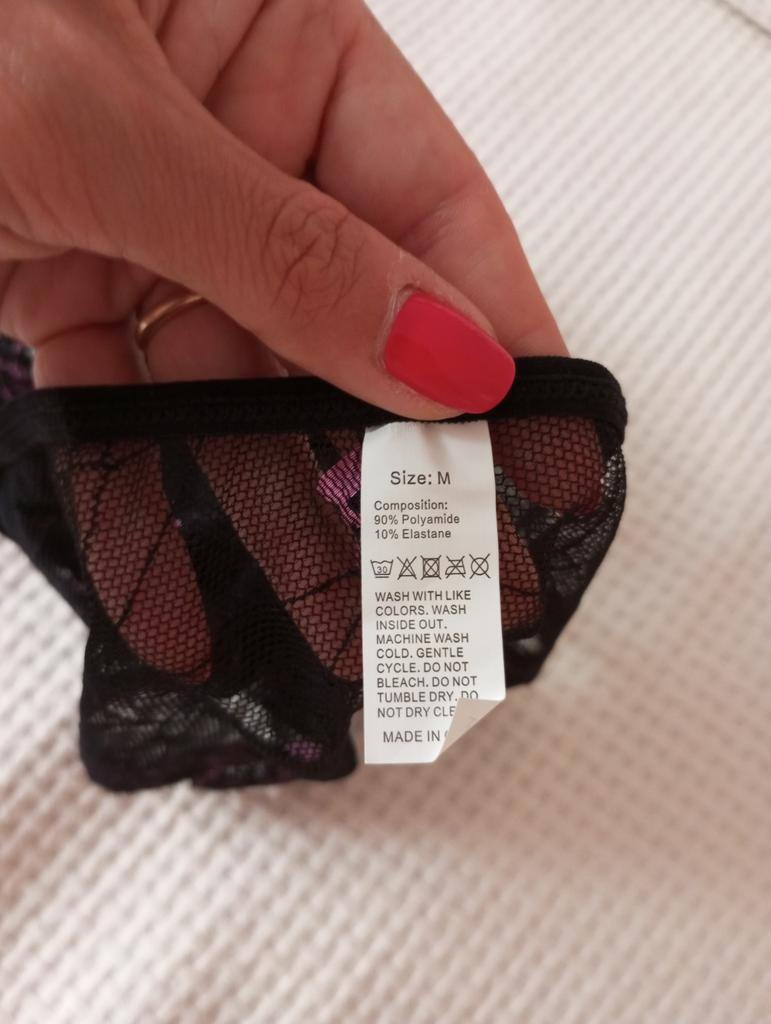 Size: M
Composition:
90% Polyamide
10% Elastane
30
WASH WITH LIKE
COLORS. WASH
INSIDE OUT.
MACHINE WASH
COLD. GENTLE
CYCLE. DO NOT
BLEACH. DO NOT
TUMBLE DRY. DO
NOT DRY
MADE IN